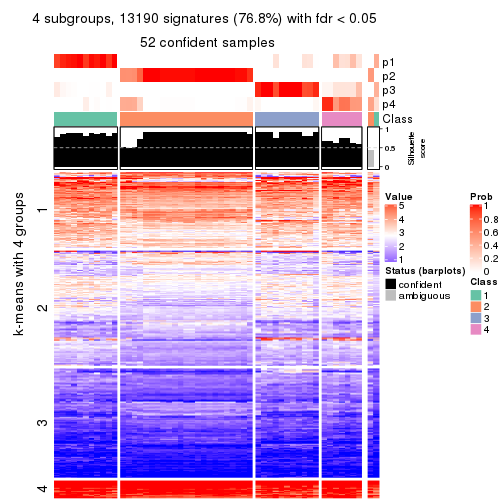 4 subgroups, 13190 signatures (76.8%) with fdr < 0.05
52 confident samples
p1
p2
p3
p4
Class
1
0.5
0
Silhouette
score
k-means with 4 groups
1
2
3
4
Value
5
4
3
2
1
Status (barplots)
confident
ambiguous
Prob
1
0.8
0.6
0.4
0.2
0
Class
1
2
3
4